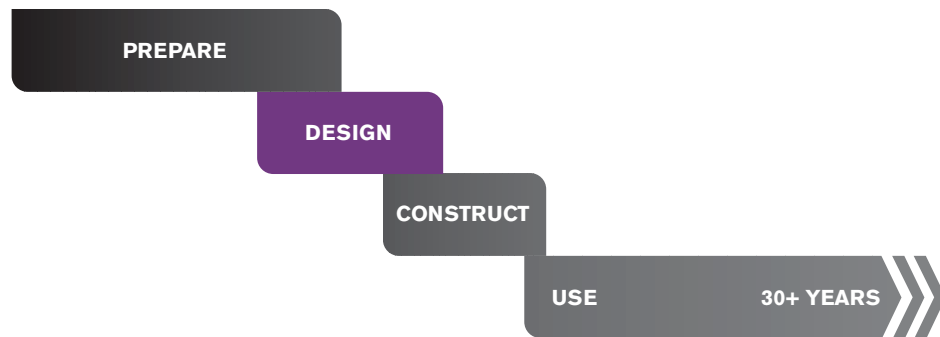 PREPARE
DESIGN
CONSTRUCT
USE 30+ YEARS